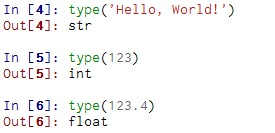 In [4]: type('Hello, World!')
Out[4]: str
In [5]: type(123)
Out[5]: int
In [6]: type(123.4)
Out[6]: float